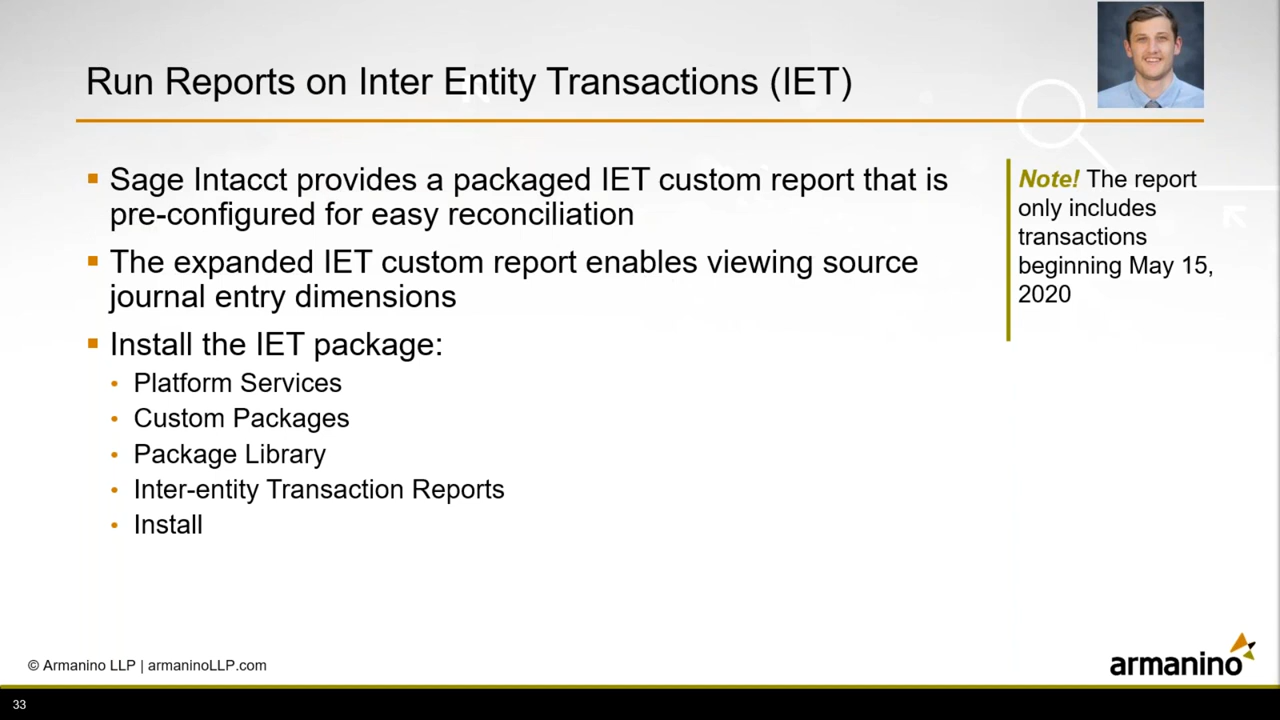 Run Reports on Inter Entity Transactions (IET)
Sage Intacct provides a packaged IET custom report that is
pre-configured for easy reconciliation
The expanded IET custom report enables viewing source
journal entry dimensions
Install the IET package:
Platform Services
Custom Packages
Package Library
Inter-entity Transaction Reports
Install
Note! The report
only includes
transactions
beginning May 15,
2020
© Armanino LLP | armaninoLLP.com
armanino
33